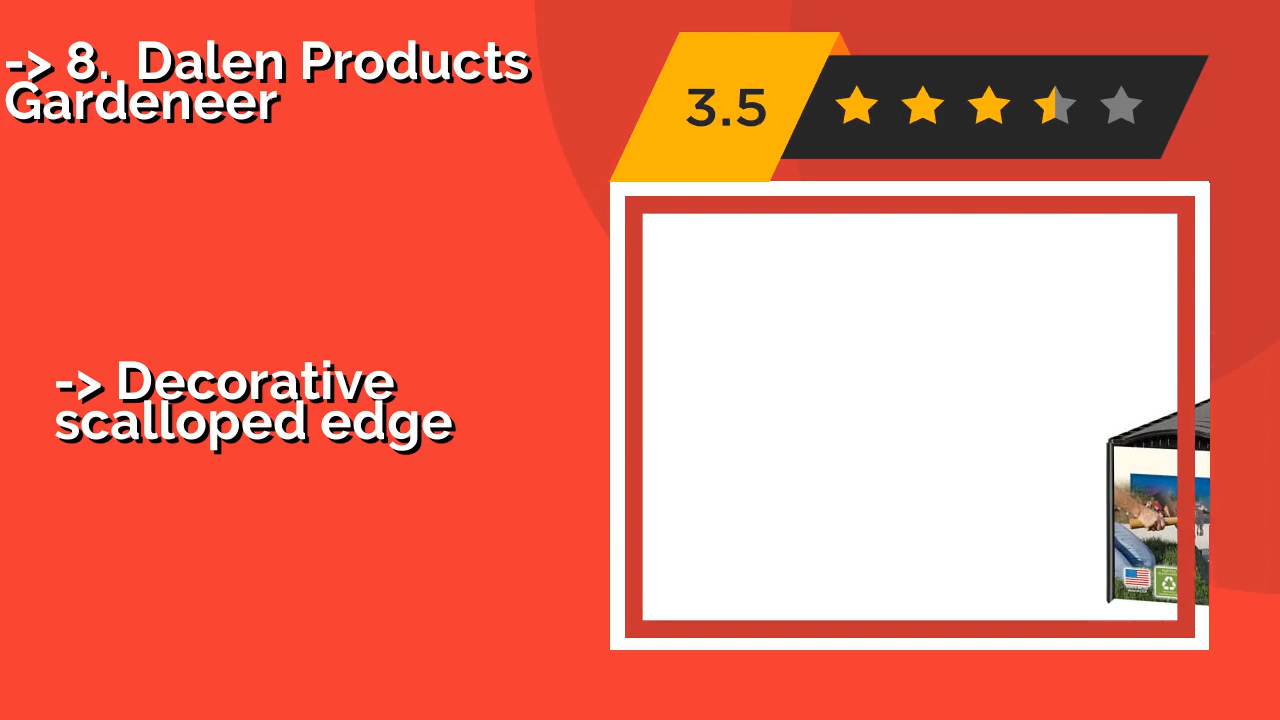 -> 8. Dalen Products
Gardeneer
3.5
-> Decorative
scalloped edge